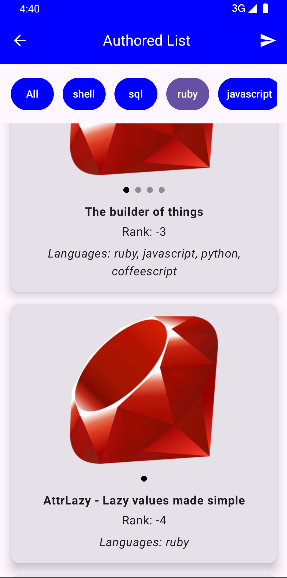 4:40
3G
Authored List
All
shell
sql
ruby
javascript
The builder of things
Rank: -3
Languages: ruby, javascript, python,
coffeescript
AttrLazy - Lazy values made simple
Rank: -4
Languages: ruby